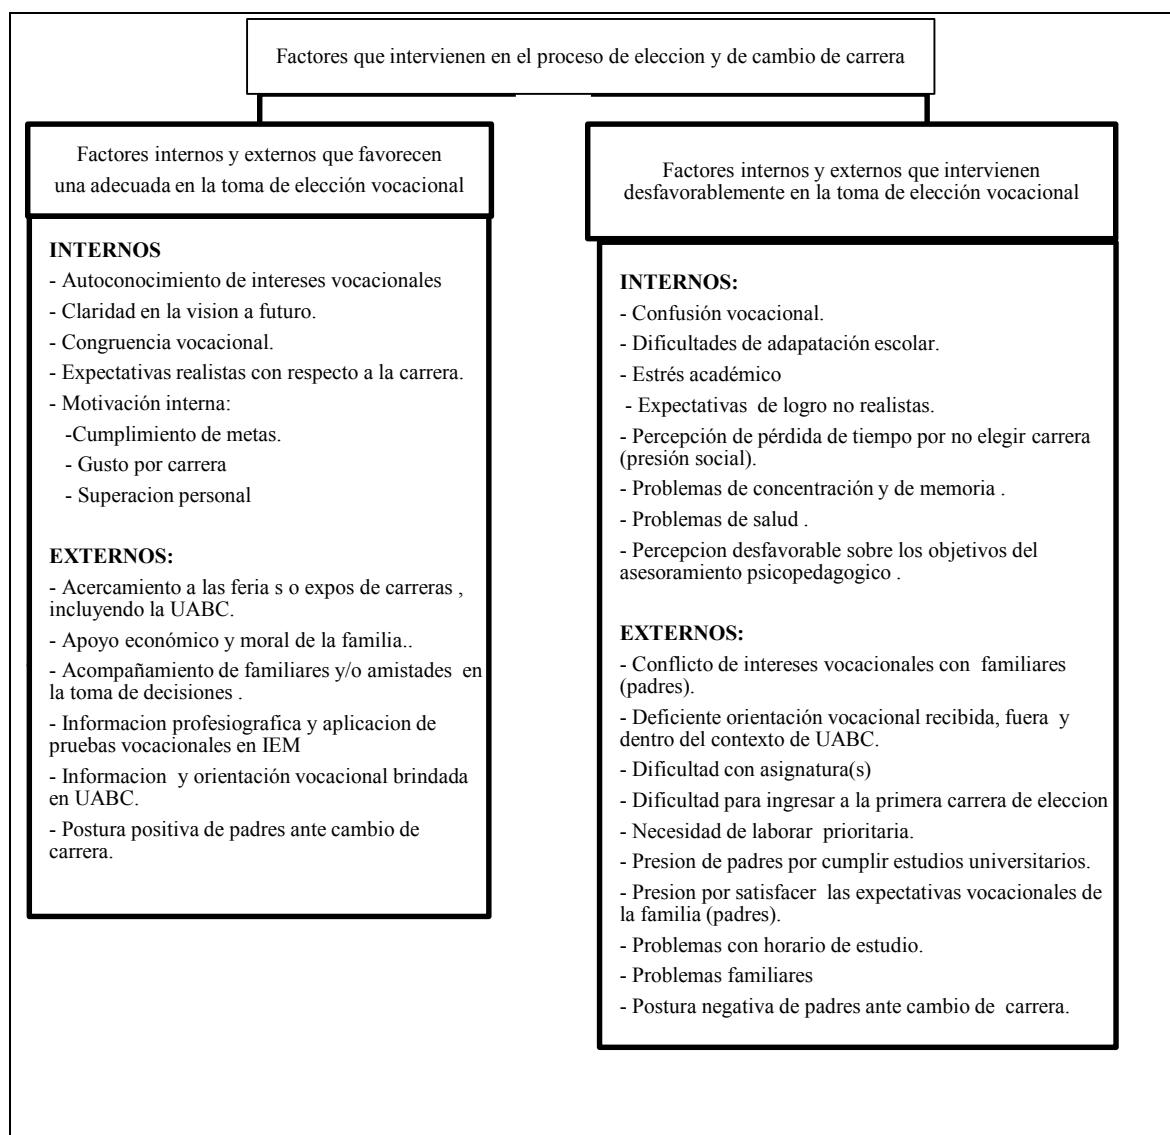 Factores que intervienen en el proceso de eleccion y de cambio de carrera
Factores internos y externos que favorecen
una adecuada en la toma de elección vocacional
INTERNOS
- Autoconocimiento de intereses vocacionales
- Claridad en la vision a futuro.
- Congruencia vocacional.
- Expectativas realistas con respecto a la carrera.
- Motivación interna:
-Cumplimiento de metas.
- Gusto por carrera
- Superacion personal
EXTERNOS:
- Acercamiento a las feria s o expos de carreras ,
incluyendo la UABC.
- Apoyo económico y moral de la familia..
- Acompañamiento de familiares y/o amistades en
la toma de decisiones .
- Informacion profesiografica y aplicacion de
pruebas vocacionales en IEM
- Informacion y orientación vocacional brindada
en UABC.
- Postura positiva de padres ante cambio de
carrera.
Factores internos y externos que intervienen
desfavorablemente en la toma de elección vocacional
INTERNOS:
- Confusión vocacional.
- Dificultades de adapatación escolar.
- Estrés académico
- Expectativas de logro no realistas.
- Percepción de pérdida de tiempo por no elegir carrera
(presión social).
- Problemas de concentración y de memoria .
- Problemas de salud .
- Percepcion desfavorable sobre los objetivos del
asesoramiento psicopedagogico .
EXTERNOS:
- Conflicto de intereses vocacionales con familiares
(padres).
- Deficiente orientación vocacional recibida, fuera y
dentro del contexto de UABC.
- Dificultad con asignatura(s)
- Dificultad para ingresar a la primera carrera de eleccion
- Necesidad de laborar prioritaria.
- Presion de padres por cumplir estudios universitarios.
- Presion por satisfacer las expectativas vocacionales de
la familia (padres).
- Problemas con horario de estudio.
- Problemas familiares
- Postura negativa de padres ante cambio de carrera.